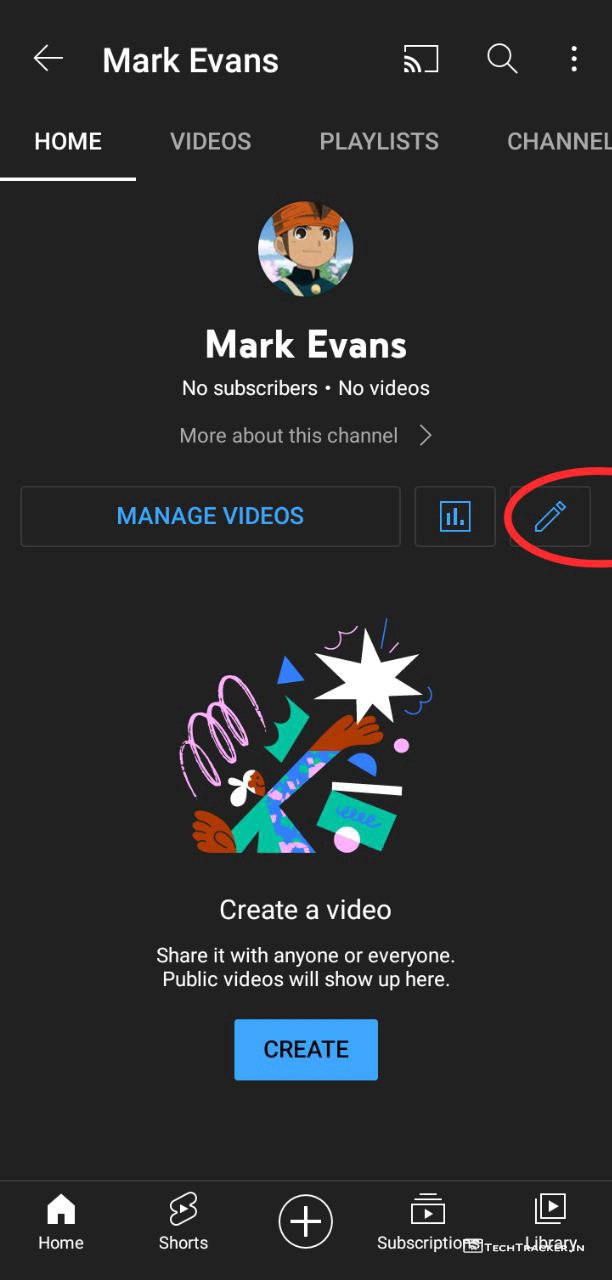 Mark Evans
HOME VIDEOS PLAYLISTS CHANNEL
Mark Evans
No subscribers • No videos
More about this channel
MANAGE VIDEOS
Create a video
Share it with anyone or everyone.
Public videos will show up here.
CREATE
Home Shorts Subscriptions Library
TECHTRACKER.IN